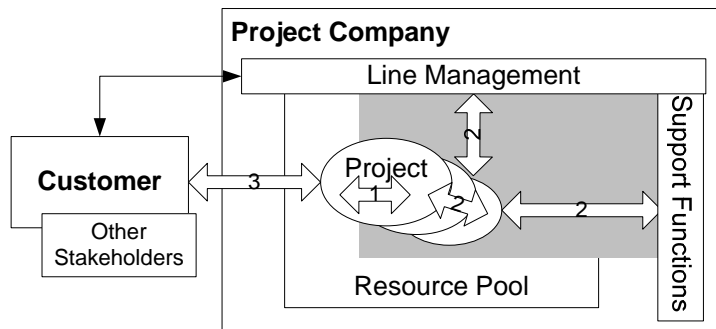 Project Company
Line Management
Support Functions
2
Project
Customer
3
1
2
2
Other
Stakeholders
Resource Pool